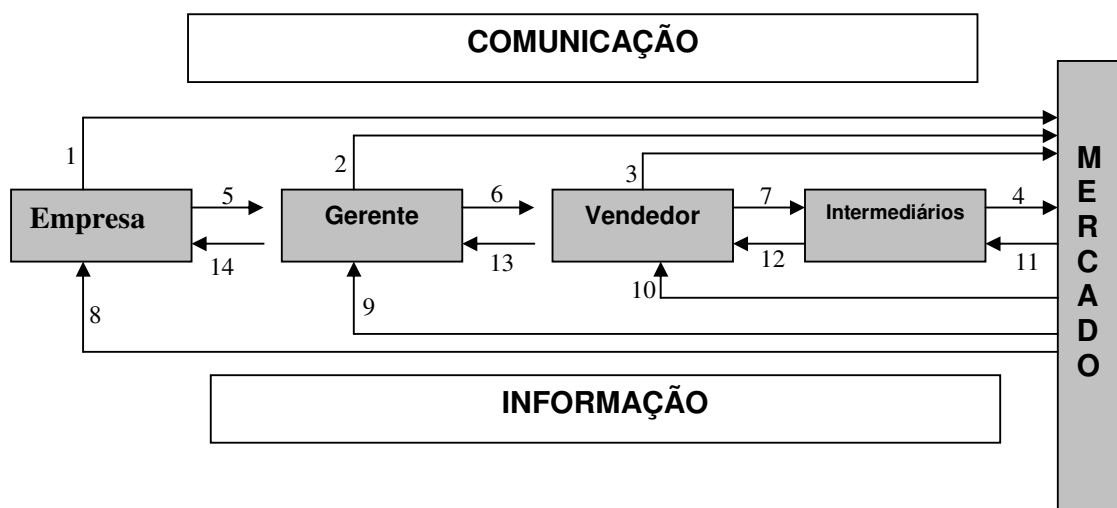 COMUNICAÇÃO
1
2
3
Empresa
5
Gerente
6
Vendedor
7
Intermediários
4
14
13
12
11
8
9
10
MERCADO
INFORMAÇÃO